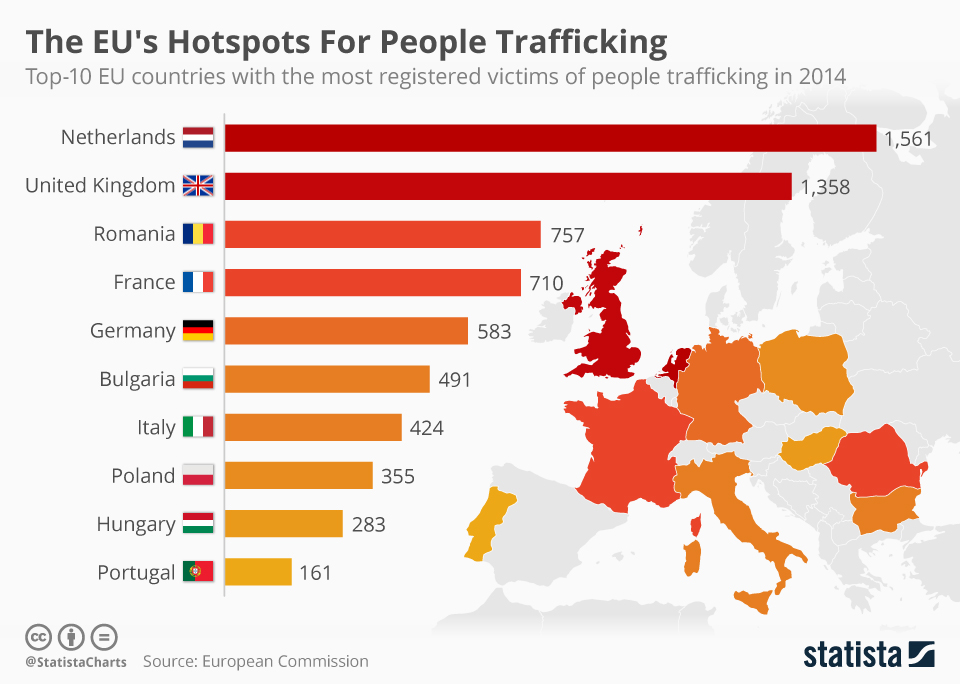 The EU's Hotspots For People Trafficking
Top-10 EU countries with the most registered victims of people trafficking in 2014
Netherlands 1,561
United Kingdom 1,358
Romania 757
France 710
Germany 583
Bulgaria 491
Italy 424
Poland 355
Hungary 283
Portugal 161
cc
@StatistaCharts Source: European Commission
statista